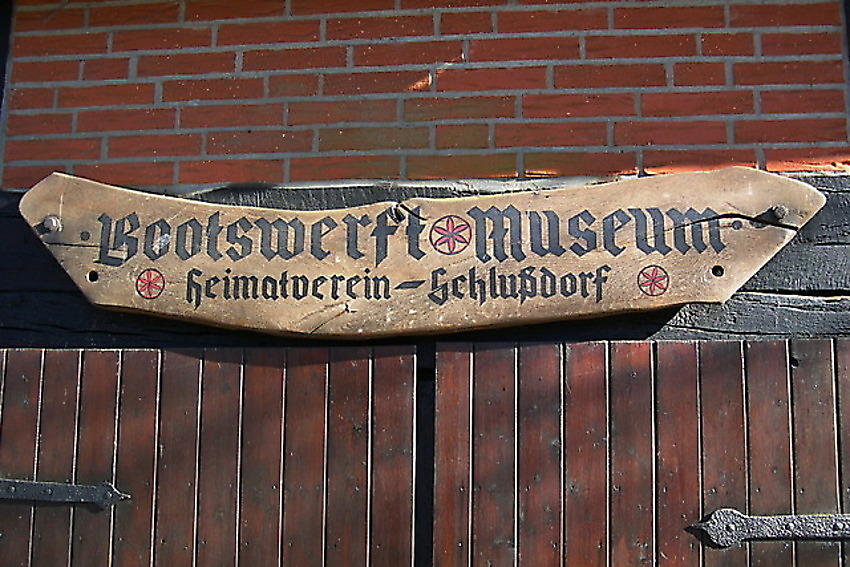 Bootswerft Museum
Heimatverein-Schlußdorf